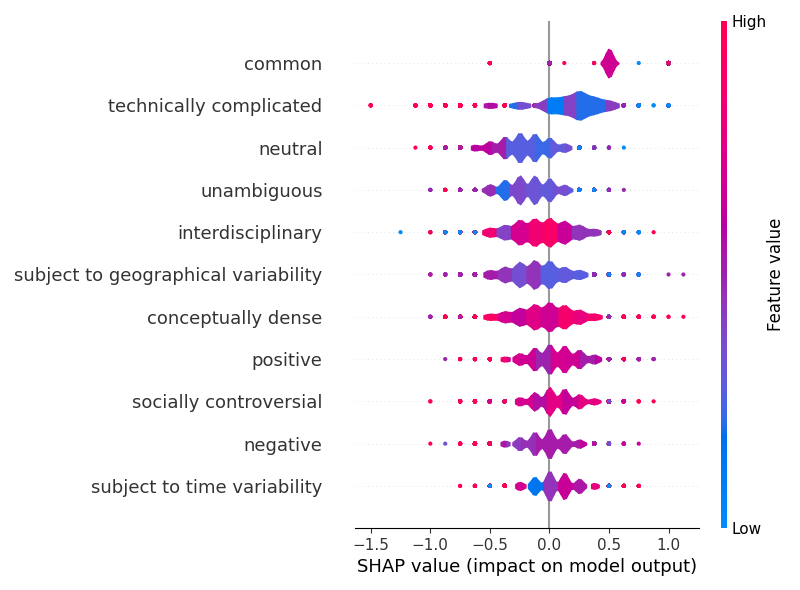 High
common
technically complicated
neutral
unambiguous
interdisciplinary
subject to geographical variability
conceptually dense
positive
socially controversial
negative
subject to time variability
Feature value
Low
−1.5 −1.0 −0.5 0.0 0.5 1.0
SHAP value (impact on model output)